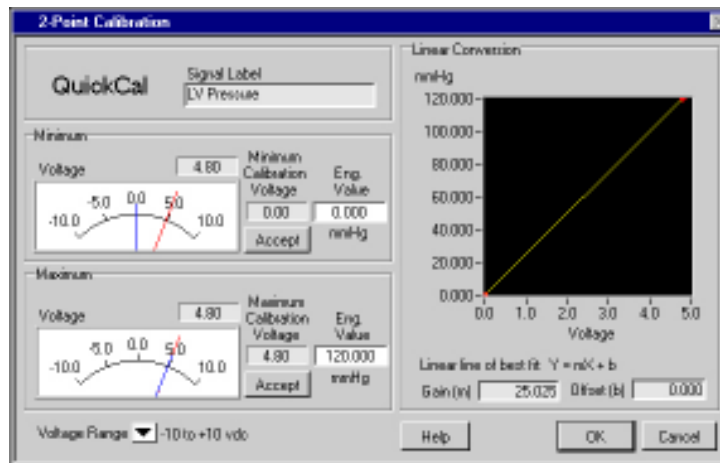 2-Point Calibration
QuickCal
Signal Label
LV Pressure
Minimum
Voltage
4.80
-10.0 -5.0 0.0 5.0 10.0
Minimum
Calibration
Voltage
0.00
Accept
Eng.
Value
0.000
mmHg
Maximum
Voltage
4.80
-10.0 -5.0 0.0 5.0 10.0
Maximum
Calibration
Voltage
4.80
Accept
Eng.
Value
120.000
mmHg
Voltage Range -10 to +10 vdc
Linear Conversion
mmHg
120.000
100.000
80.000
60.000
40.000
20.000
0.000
0.0 1.0 2.0 3.0 4.0 5.0
Voltage
Linear line of best fit Y = mX + b
Gain (m) 25.025 Offset (b) 0.000
Help OK Cancel